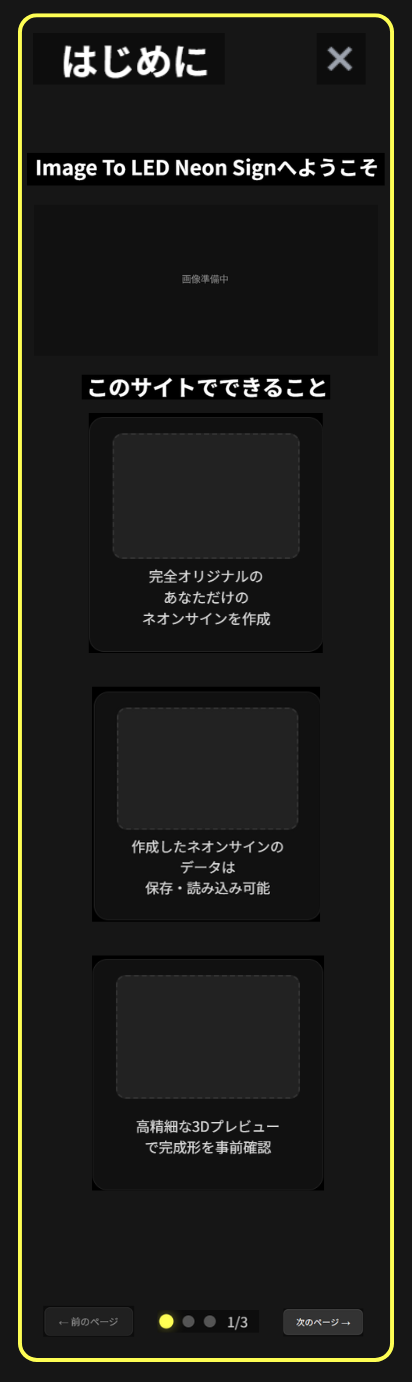 はじめに ✕
Image To LED Neon Signへようこそ
画像準備中
このサイトでできること
完全オリジナルの
あなただけの
ネオンサインを作成
作成したネオンサインの
データは
保存・読み込み可能
高精細な3Dプレビュー
で完成形を事前確認
← 前のページ 1/3 次のページ →